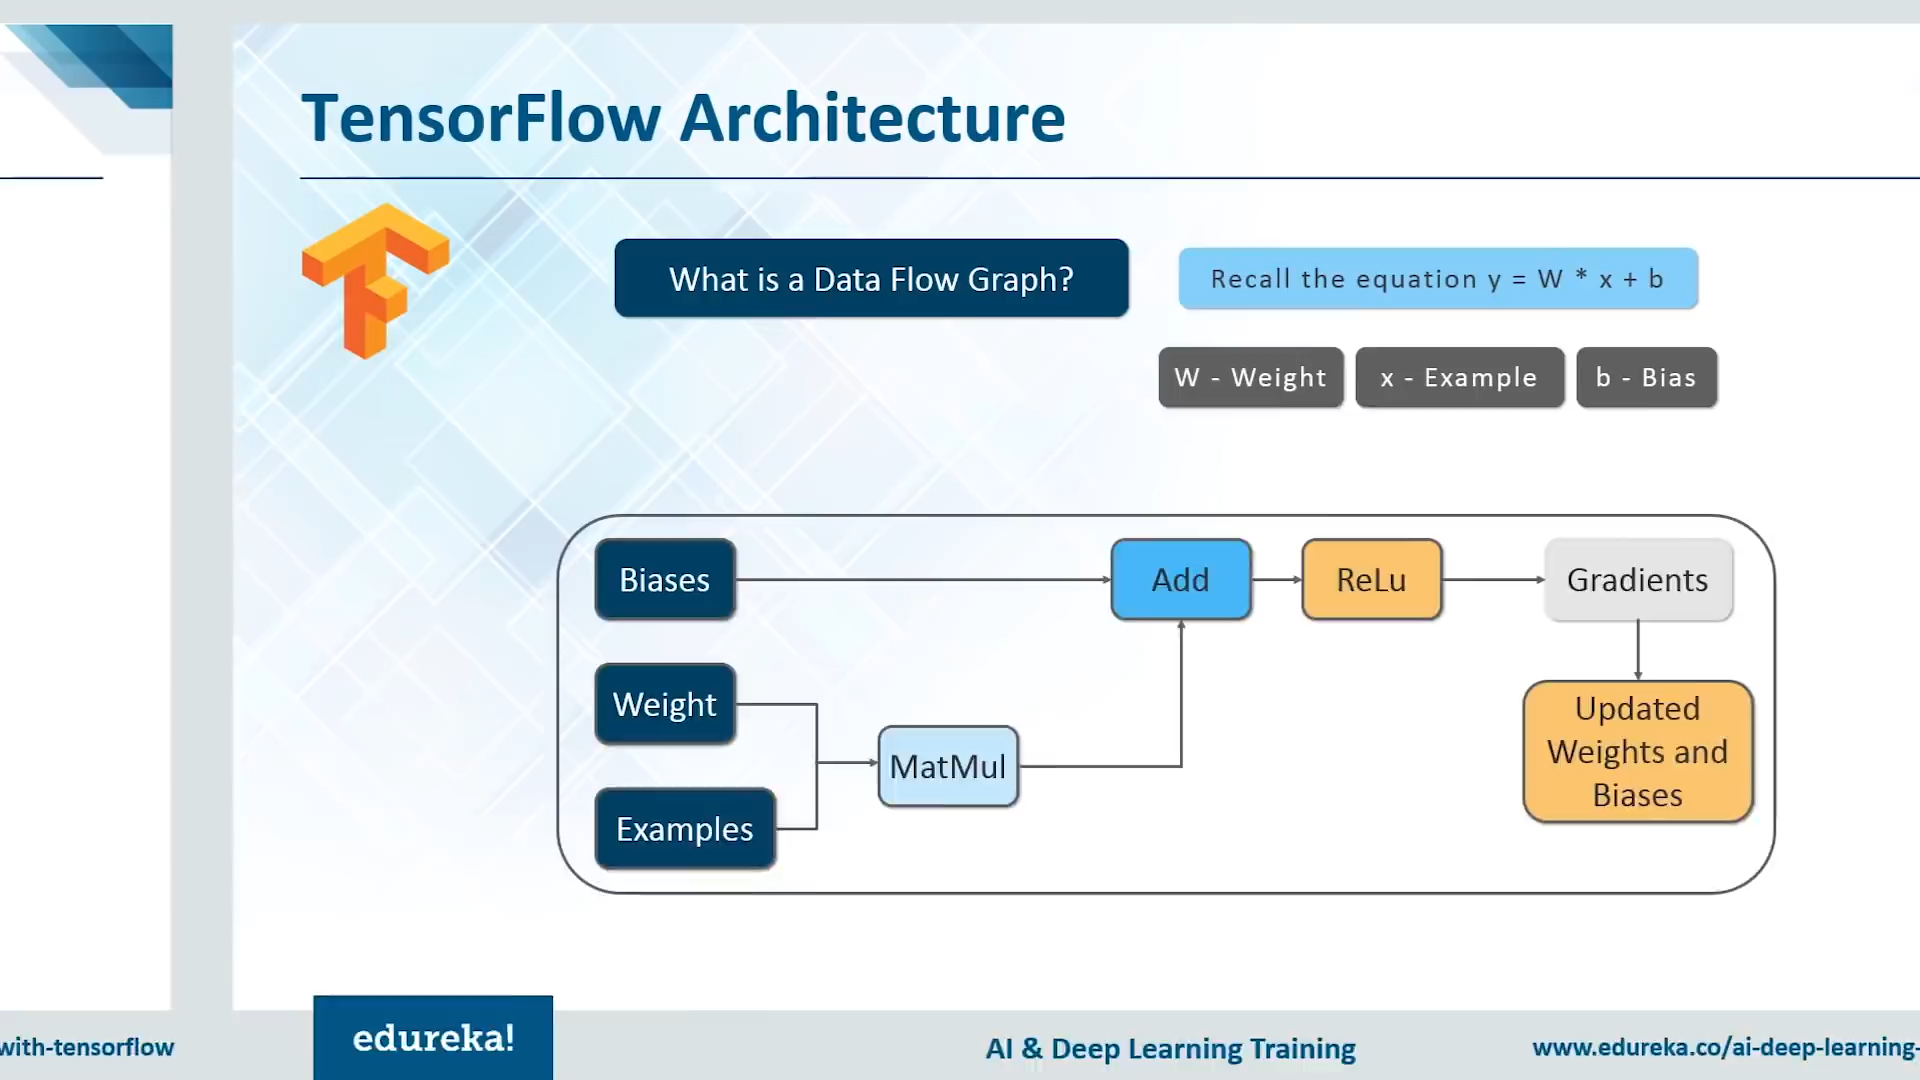 TensorFlow Architecture
What is a Data Flow Graph?
Recall the equation y = W * x + b
W - Weight
x - Example
b - Bias
Biases
Add
ReLu
Gradients
Weight
MatMul
Updated
Weights and
Biases
Examples
with-tensorflow
edureka!
AI & Deep Learning Training
www.edureka.co/ai-deep-learning-